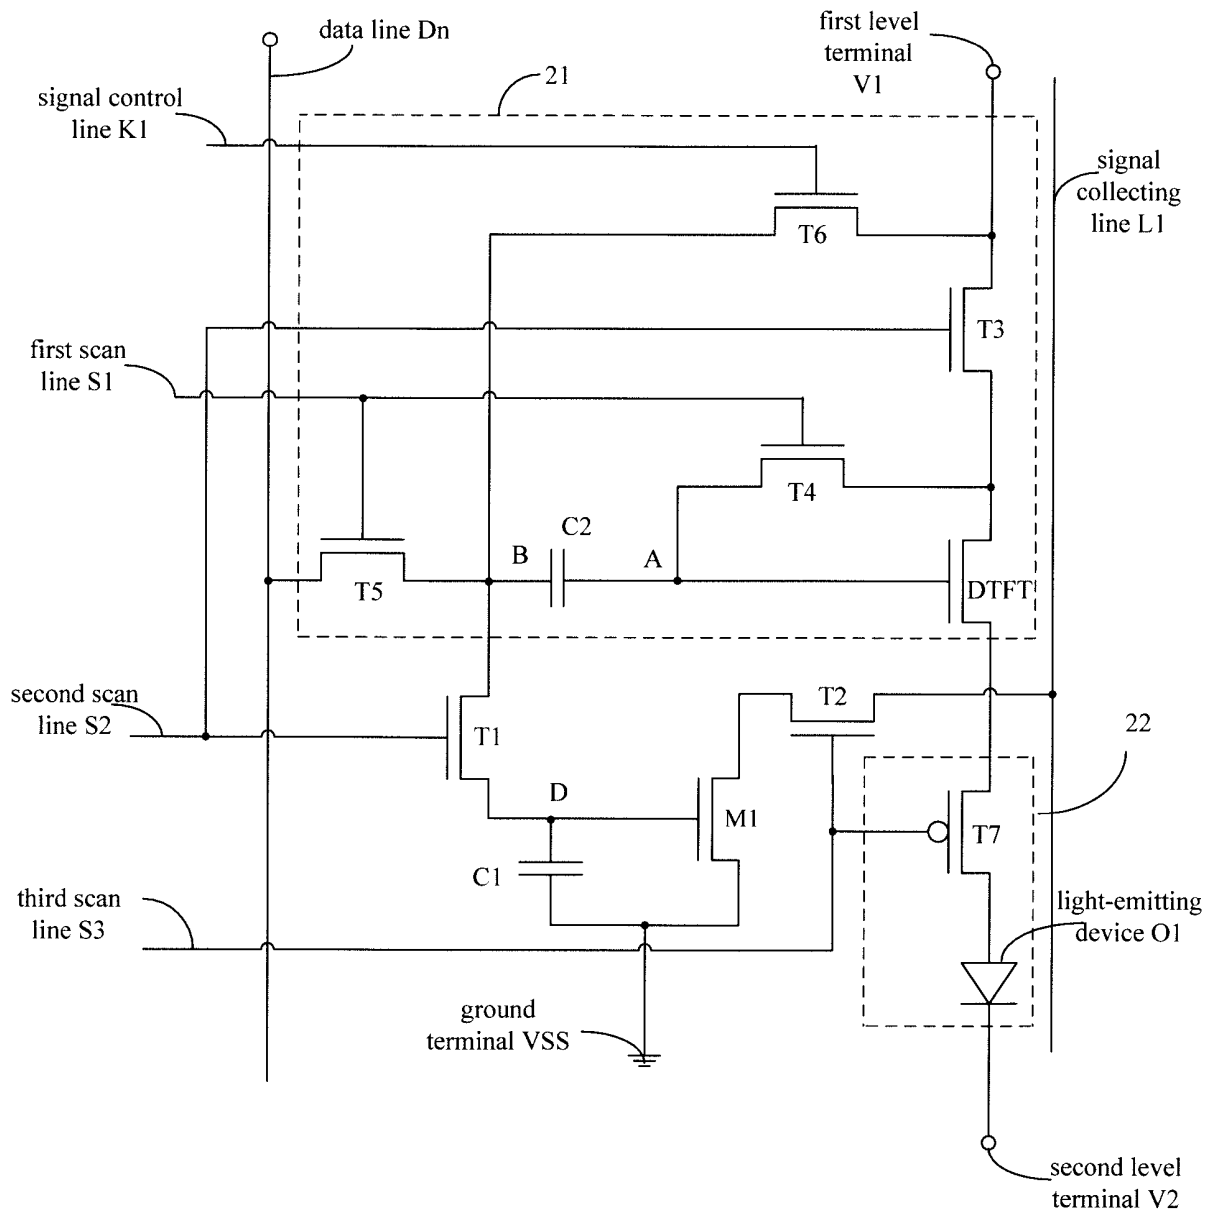 data line Dn
first level
terminal
V1
21
signal control
line K1
signal
collecting
line L1
T6
T3
first scan
line S1
T4
C2
B
A
T5
DTFT
second scan
line S2
T2
T1
22
D
M1
T7
C1
third scan
line S3
light-emitting
device O1
ground
terminal VSS
second level
terminal V2